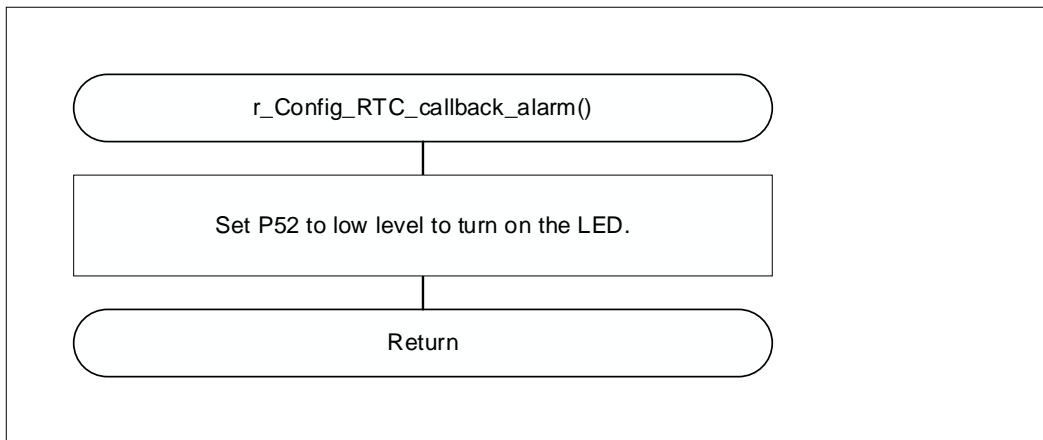 r_Config_RTC_callback_alarm()
Set P52 to low level to turn on the LED.
Return